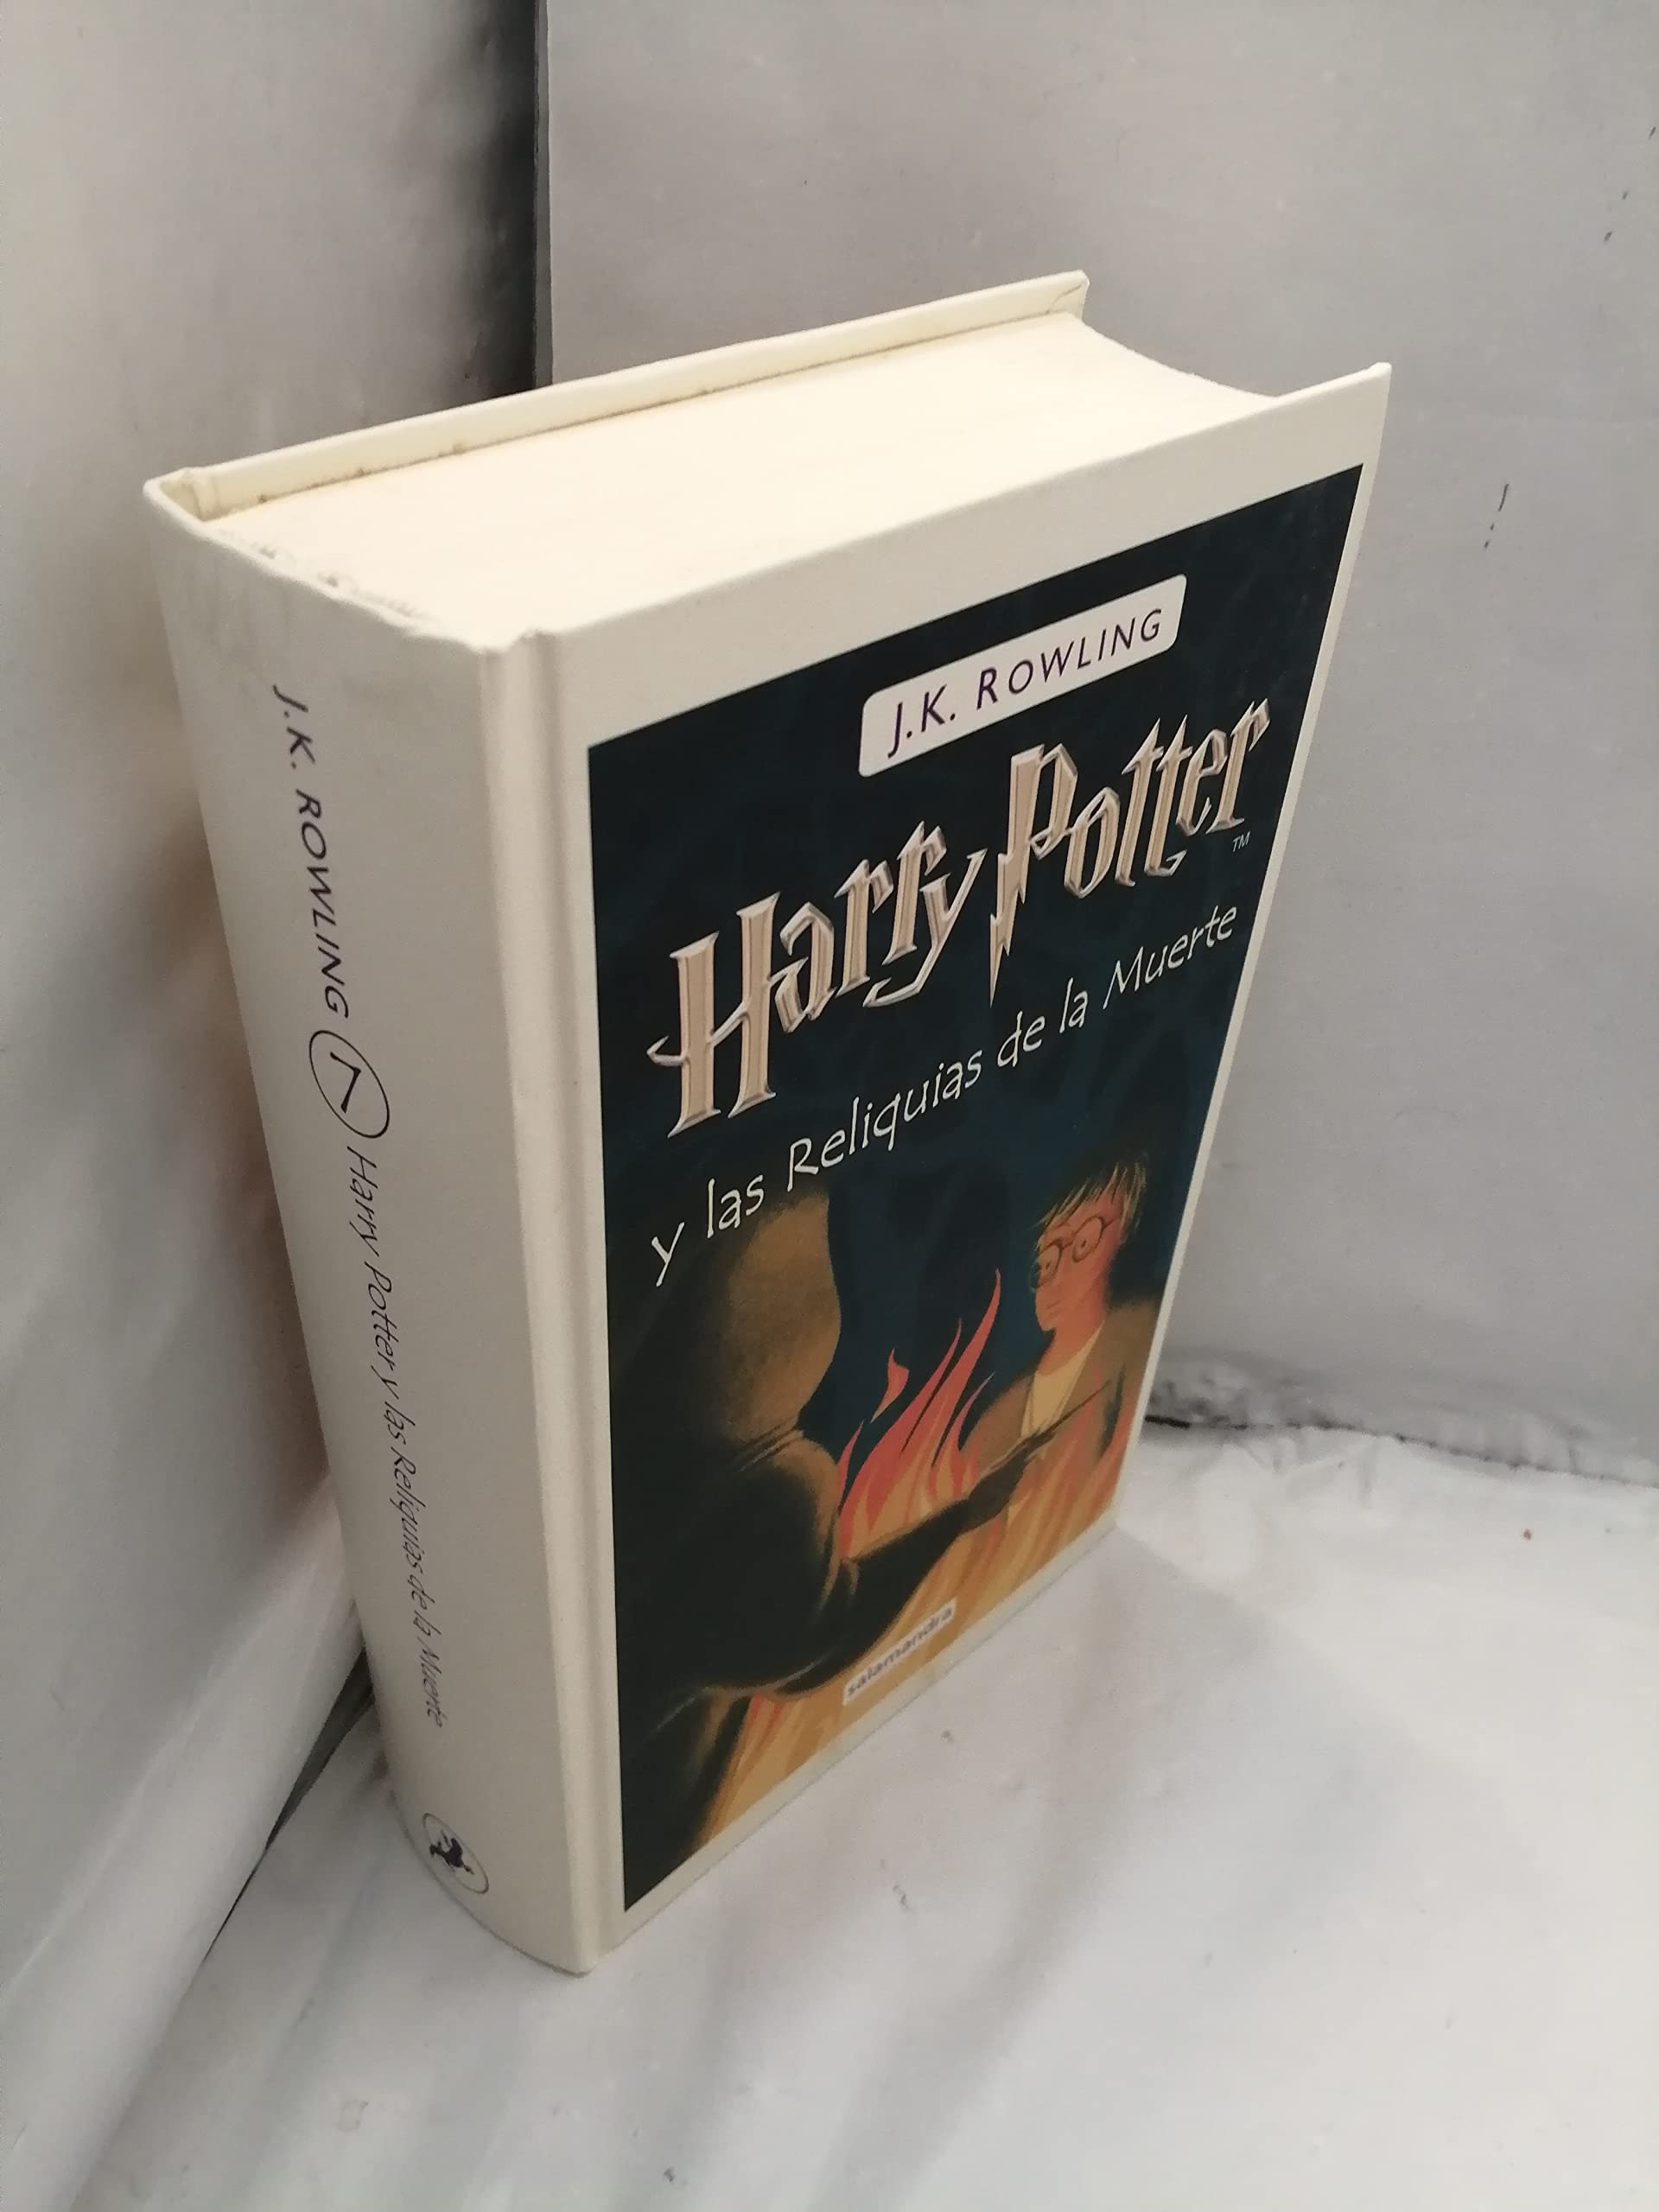 J.K. ROWLING
Harry Potter
TM
y las Reliquias de la Muerte
salamandra
J.K. ROWLING 7 Harry Potter y las Reliquias de la Muerte